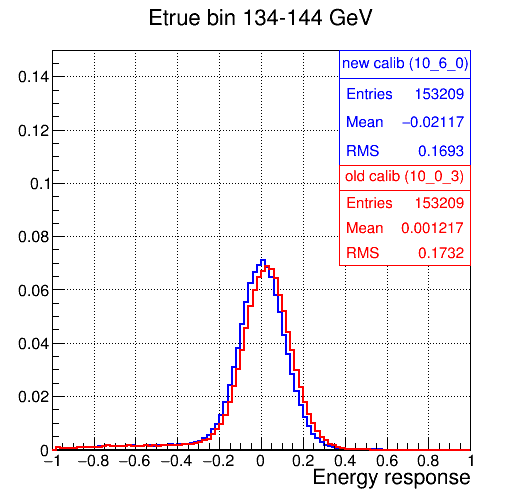 Etrue bin 134-144 GeV
new calib (10_6_0)
Entries 153209
Mean −0.02117
RMS 0.1693
old calib (10_0_3)
Entries 153209
Mean 0.001217
RMS 0.1732
0.14
0.12
0.1
0.08
0.06
0.04
0.02
0
−1 −0.8 −0.6 −0.4 −0.2 0 0.2 0.4 0.6 0.8 1
Energy response